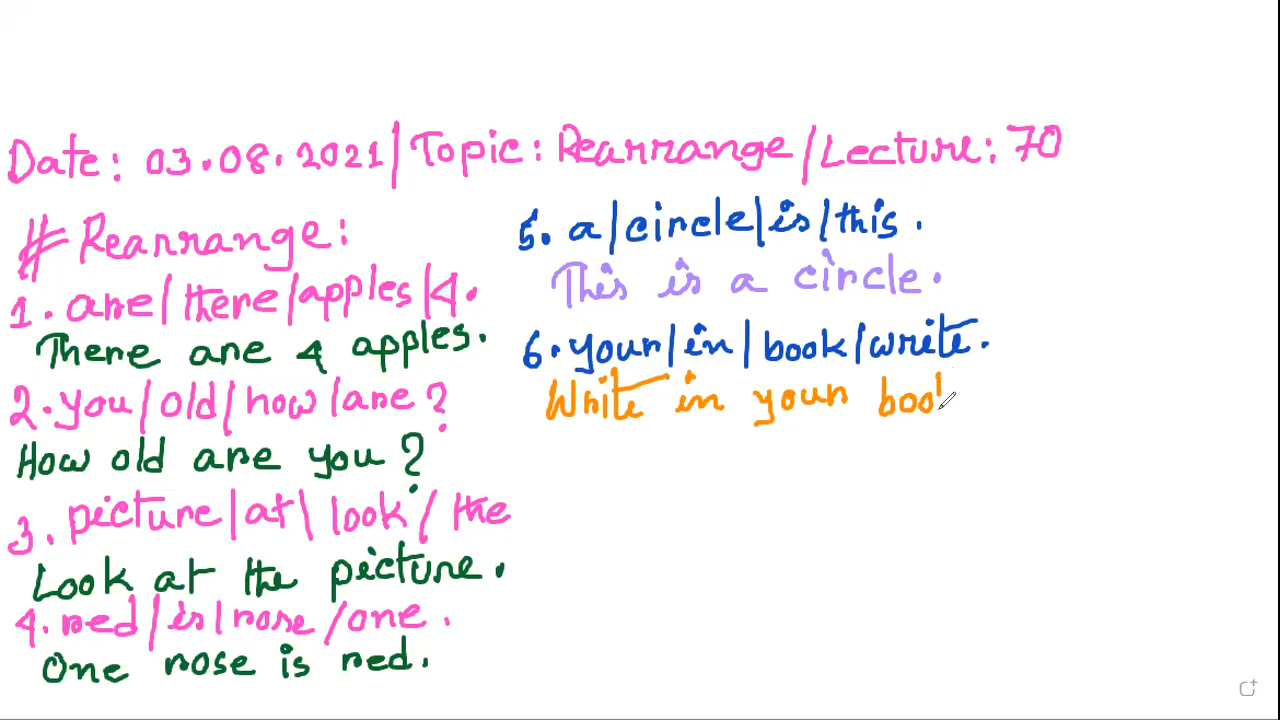 Date: 03.08.2021/Topic: Rearrange/Lecture: 70
# Rearrange:
1. are/there/apples/4.
There are 4 apples.
2. you/old/how/are?
How old are you?
3. picture/at/look/the
Look at the picture.
4. red/is/rose/one.
One rose is red.
5. a/circle/is/this.
This is a circle.
6. your/in/book/write.
Write in your book